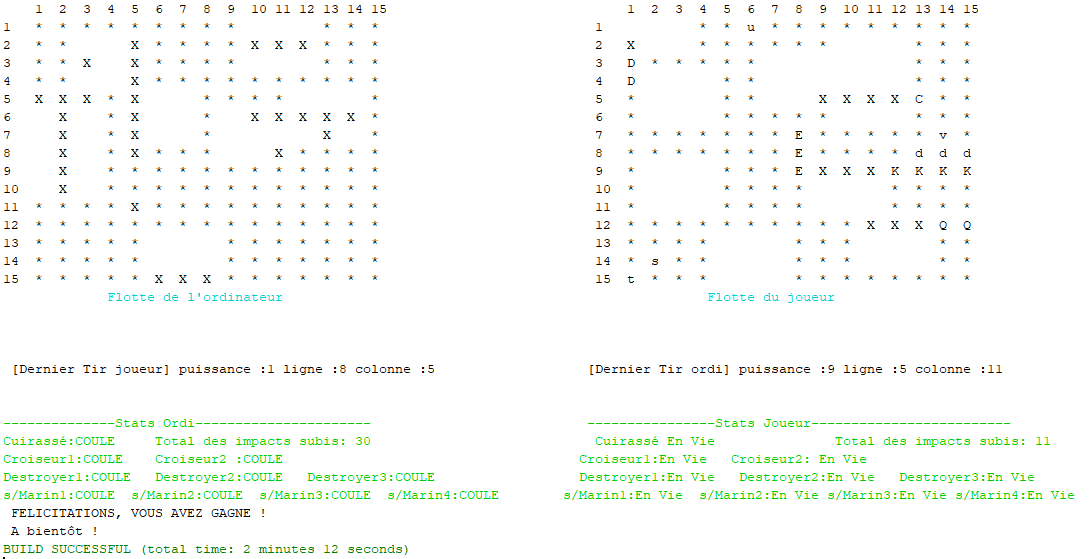 1 2 3 4 5 6 7 8 9 10 11 12 13 14 15 1 2 3 4 5 6 7 8 9 10 11 12 13 14 15
1 * * * * * * * * * * * * 1 * * u * * * * * * * * *
2 * * X * * * * X X X * * * 2 X * * * * * * * * *
3 * * X X * * * * * * * 3 D * * * * * * * *
4 * * X * * * * * * * * * * 4 D * * * * *
5 X X X * X * * * * * 5 * * * X X X X C * *
6 X * X * X X X X X * 6 * * * * * * * * *
7 X * X * X * 7 * * * * * * * E * * * * * v *
8 X * X * * * X * * * * 8 * * * * * * * E * * * * d d d
9 X * * * * * * * * * * * * 9 * * * * E X X X K K K K
10 X * * * * * * * * * * * * 10 * * * * * * * * *
11 * * * * X * * * * * * * * * * 11 * * * * * * * * *
12 * * * * * * * * * * * * * * * 12 * * * * * * * * * * X X X Q Q
13 * * * * * * * * * * * * 13 * * * * * * * * *
14 * * * * * * * * * * * * 14 * s * * * * * * *
15 * * * * * X X X * * * * * * * 15 t * * * * * * * * * * *
Flotte de l'ordinateur Flotte du joueur
[Dernier Tir joueur] puissance :1 ligne :8 colonne :5 [Dernier Tir ordi] puissance :9 ligne :5 colonne :11
--------------Stats Ordi---------------------- ----------------Stats Joueur-------------------------
Cuirassé:COULE Total des impacts subis: 30 Cuirassé En Vie Total des impacts subis: 11
Croiseur1:COULE Croiseur2 :COULE Croiseur1:En Vie Croiseur2: En Vie
Destroyer1:COULE Destroyer2:COULE Destroyer3:COULE Destroyer1:En Vie Destroyer2:En Vie Destroyer3:En Vie
s/Marin1:COULE s/Marin2:COULE s/Marin3:COULE s/Marin4:COULE s/Marin1:En Vie s/Marin2:En Vie s/Marin3:En Vie s/Marin4:En Vie
FELICITATIONS, VOUS AVEZ GAGNE !
A bientôt !
BUILD SUCCESSFUL (total time: 2 minutes 12 seconds)